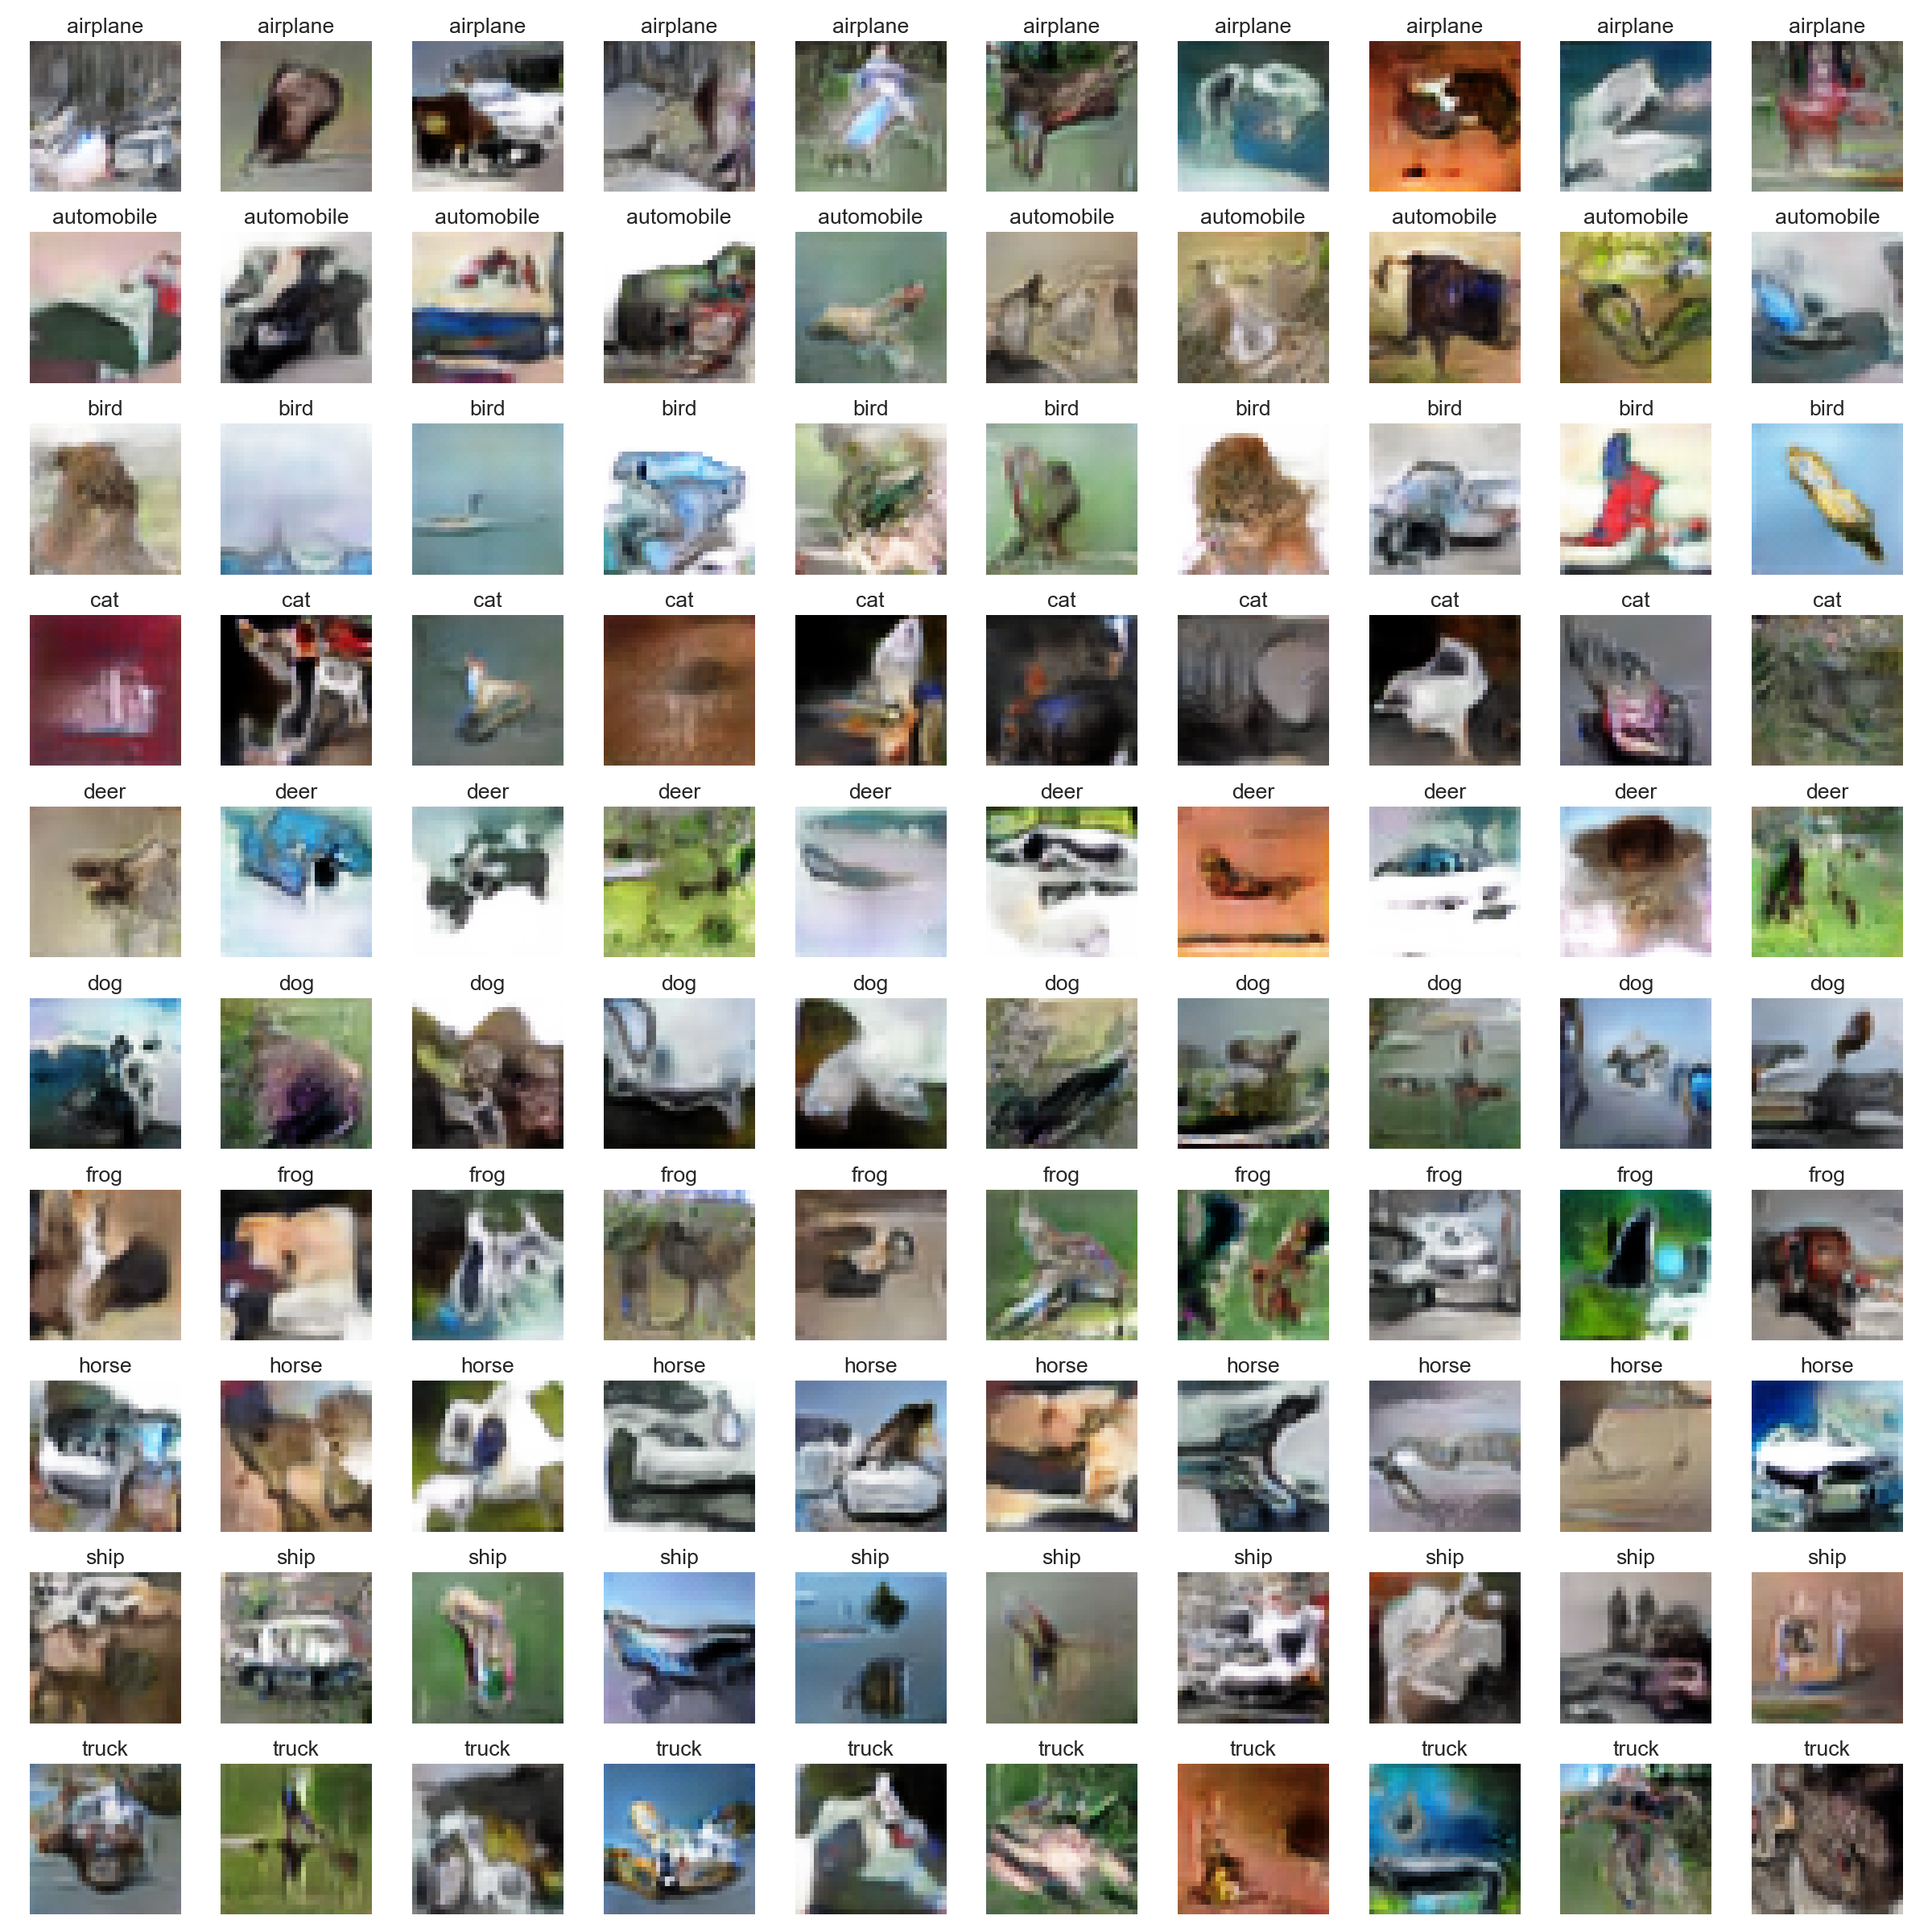 airplane airplane airplane airplane airplane airplane airplane airplane airplane airplane
automobile automobile automobile automobile automobile automobile automobile automobile automobile automobile
bird bird bird bird bird bird bird bird bird bird
cat cat cat cat cat cat cat cat cat cat
deer deer deer deer deer deer deer deer deer deer
dog dog dog dog dog dog dog dog dog dog
frog frog frog frog frog frog frog frog frog frog
horse horse horse horse horse horse horse horse horse horse
ship ship ship ship ship ship ship ship ship ship
truck truck truck truck truck truck truck truck truck truck